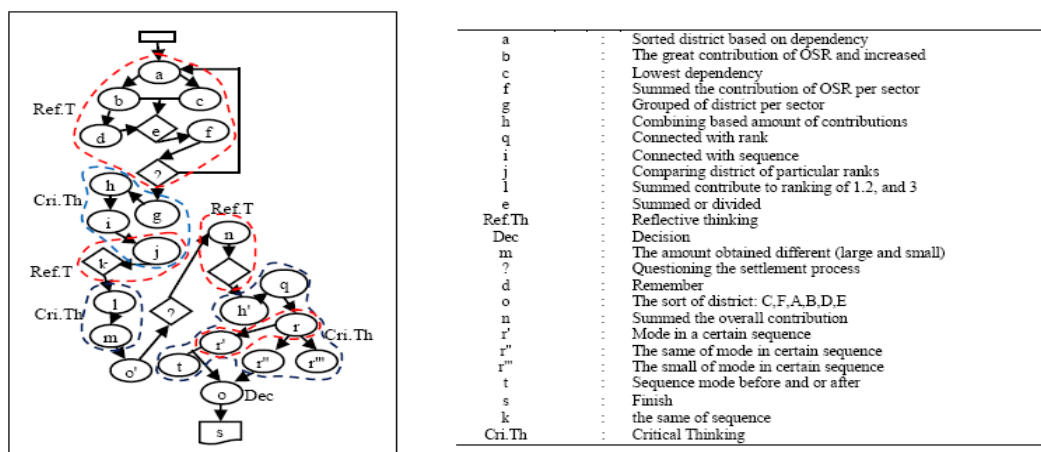 a
b
c
Ref.T
d
e
f
?
h
Cri.Th
g
i
Ref.T
n
j
k
Ref.T
q
l
?
h'
Cri.Th
r
m
r'
Cri.Th
o'
t
r''
r'''
o
Dec
s
a : Sorted district based on dependency
b : The great contribution of OSR and increased
c : Lowest dependency
f : Summed the contribution of OSR per sector
g : Grouped of district per sector
h : Combining based amount of contributions
q : Connected with rank
i : Connected with sequence
j : Comparing district of particular ranks
l : Summed contribute to ranking of 1.2, and 3
e : Summed or divided
Ref.Th : Reflective thinking
Dec : Decision
m : The amount obtained different (large and small)
? : Questioning the settlement process
d : Remember
o : The sort of district: C,F,A,B,D,E
n : Summed the overall contribution
r' : Mode in a certain sequence
r'' : The same of mode in certain sequence
r''' : The small of mode in certain sequence
t : Sequence mode before and or after
s : Finish
k : the same of sequence
Cri.Th : Critical Thinking